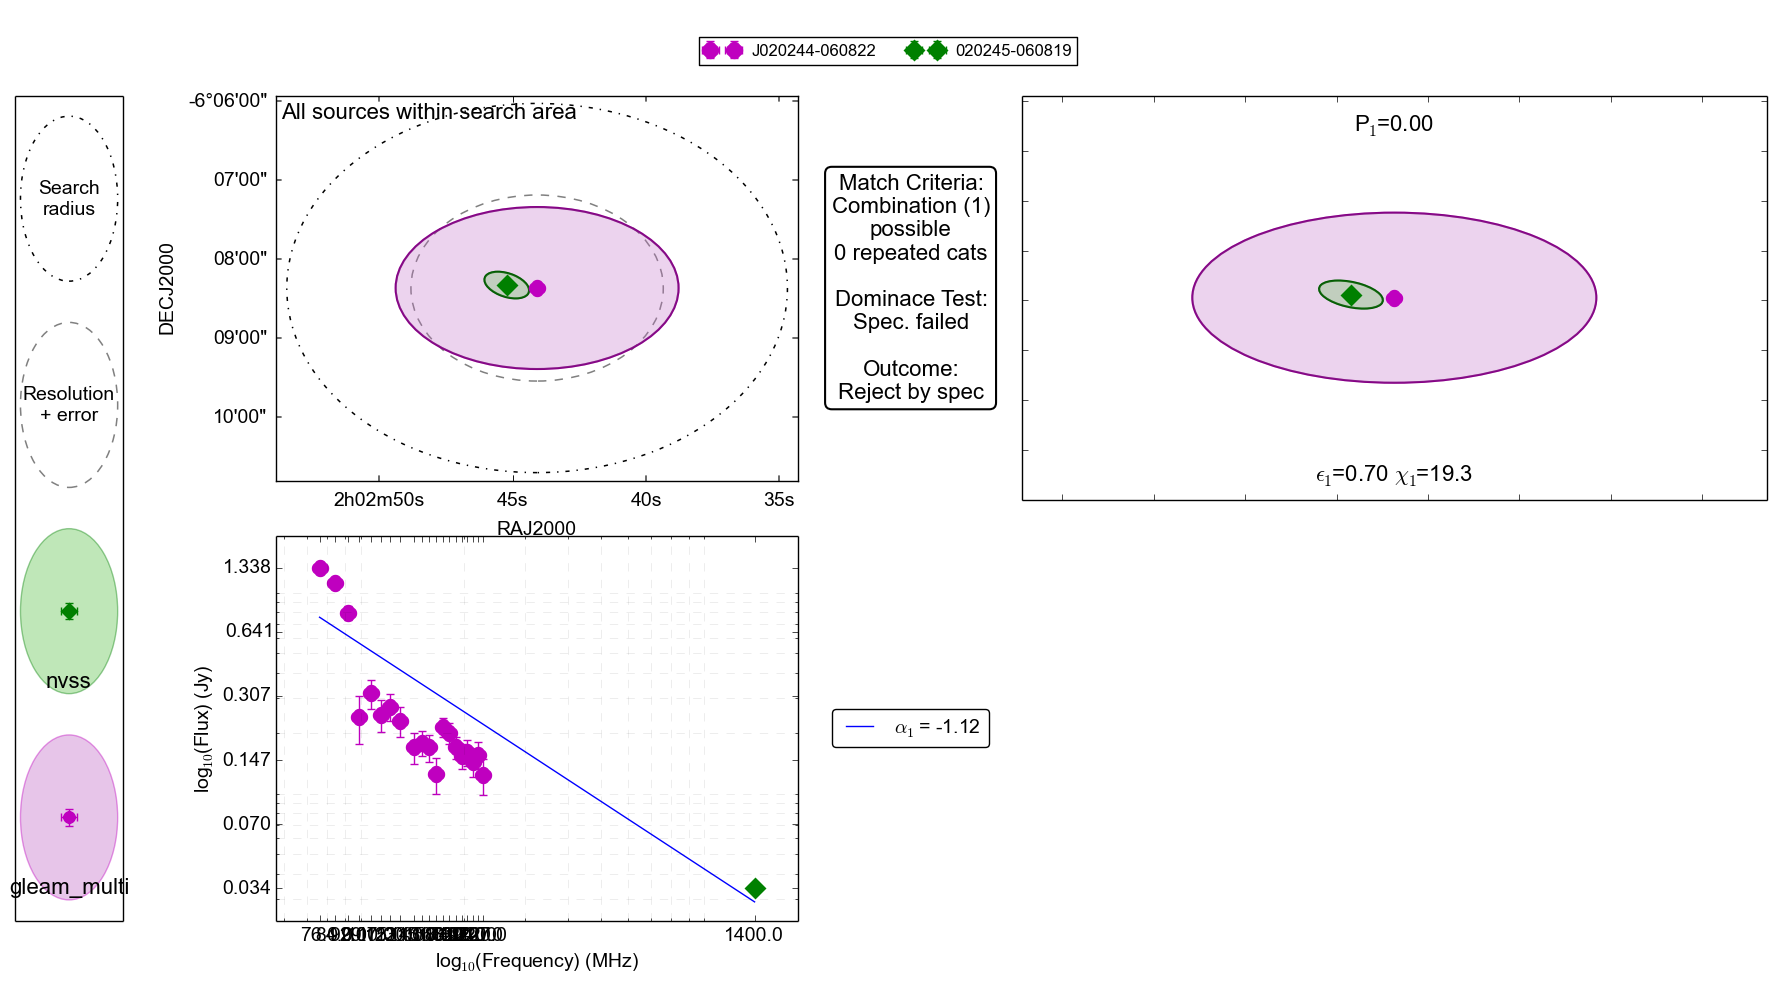 J020244-060822 020245-060819
Search
radius
Resolution
+ error
nvss
gleam_multi
All sources within search area
-6°06'00"
07'00"
08'00"
09'00"
10'00"
DECJ2000
2h02m50s 45s 40s 35s
RAJ2000
Match Criteria:
Combination (1)
possible
0 repeated cats
Dominace Test:
Spec. failed
Outcome:
Reject by spec
P1=0.00
ϵ1=0.70 χ1=19.3
1.338
0.641
0.307
0.147
0.070
0.034
log10(Flux) (Jy)
1400.0
log10(Frequency) (MHz)
α1 = -1.12